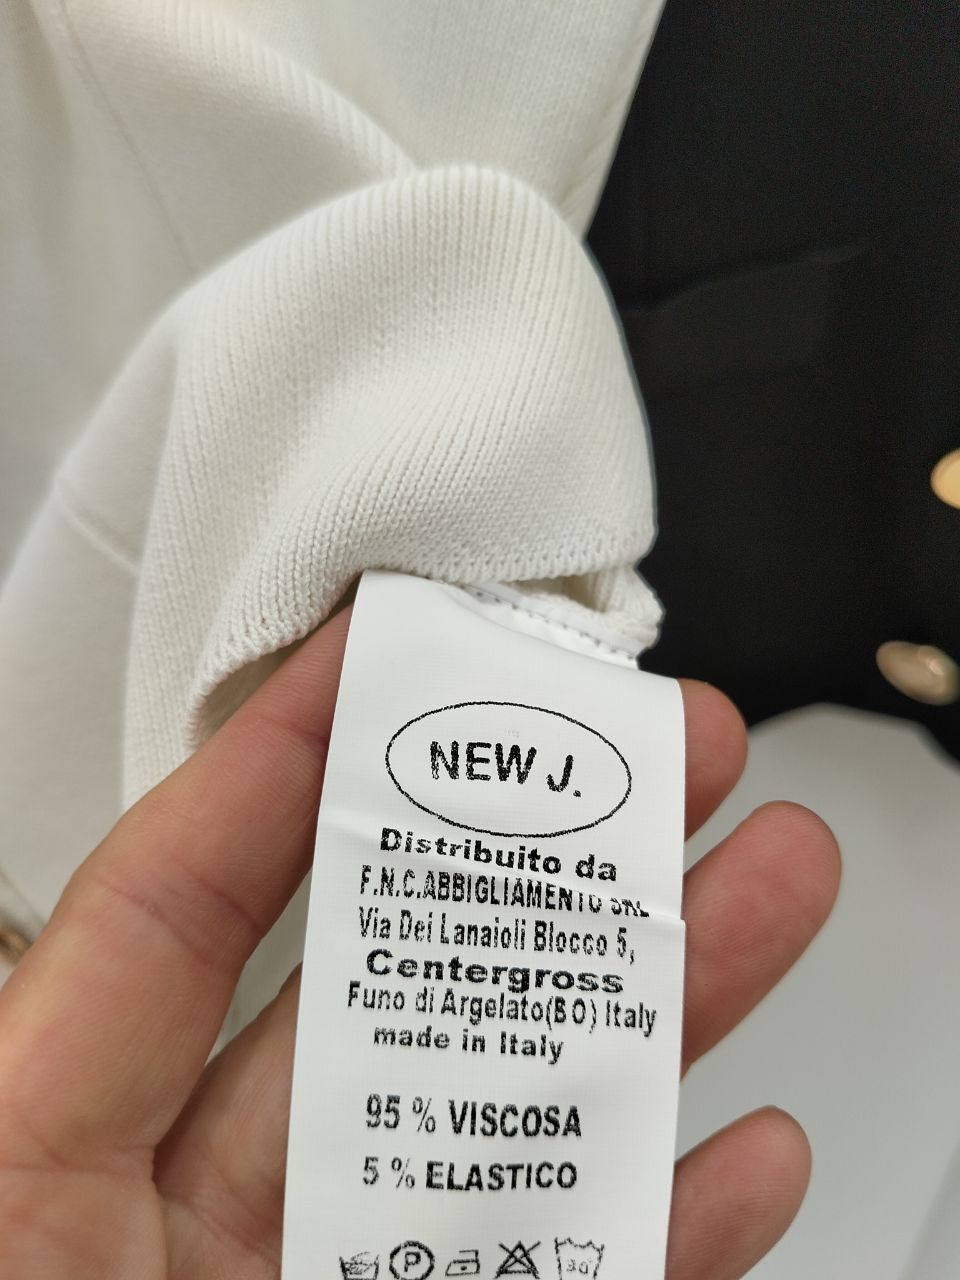 NEW J.
Distribuito da
F.N.C.ABBIGLIAMENTO SRL
Via Dei Lanaioli Blocco 5,
Centergross
Funo di Argelato(BO) Italy
made in Italy
95 % VISCOSA
5 % ELASTICO
P 30